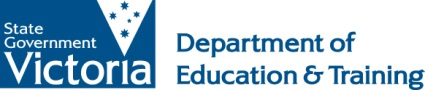 State
Government
Victoria
Department of
Education & Training